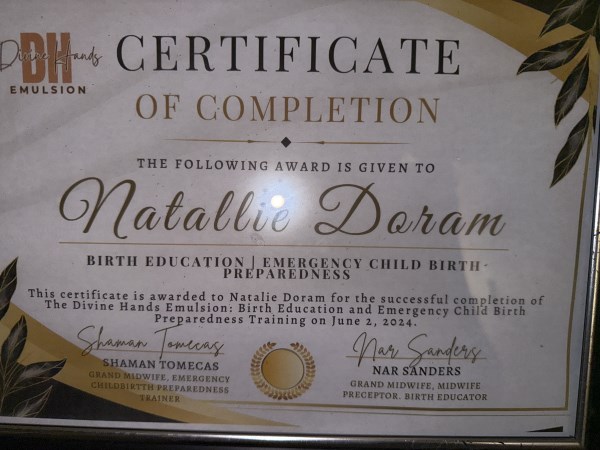 Divine Hands
DH
EMULSION
CERTIFICATE
OF COMPLETION
THE FOLLOWING AWARD IS GIVEN TO
Natallie Doram
BIRTH EDUCATION | EMERGENCY CHILD BIRTH
PREPAREDNESS
This certificate is awarded to Natalie Doram for the successful completion of
The Divine Hands Emulsion: Birth Education and Emergency Child Birth
Preparedness Training on June 2, 2024.
Shaman Tomecas
SHAMAN TOMECAS
GRAND MIDWIFE, EMERGENCY
CHILDBIRTTH PREPAREDNESS
TRAINER
Nar Sanders
NAR SANDERS
GRAND MIDWIFE, MIDWIFE
PRECEPTOR. BIRTH EDUCATOR